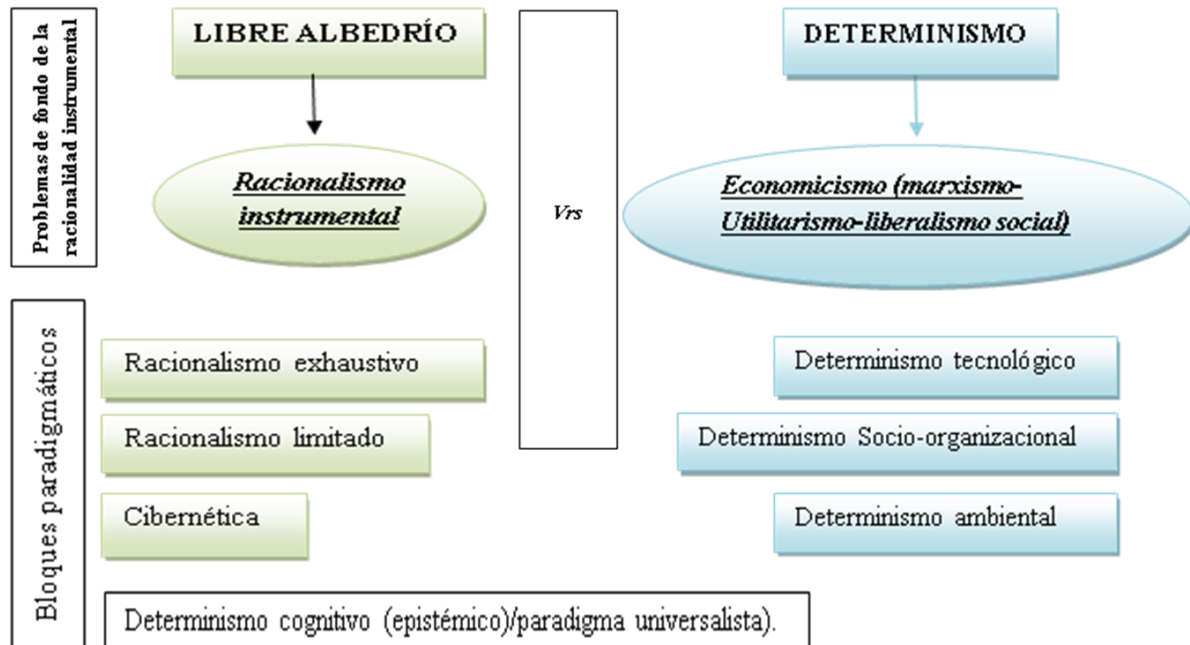 Problemas de fondo de la
racionalidad instrumental
LIBRE ALBEDRÍO
DETERMINISMO
Racionalismo
instrumental
Vrs
Economicismo (marxismo-
Utilitarismo-liberalismo social)
Bloques paradigmáticos
Racionalismo exhaustivo
Determinismo tecnológico
Racionalismo limitado
Determinismo Socio-organizacional
Cibernética
Determinismo ambiental
Determinismo cognitivo (epistémico)/paradigma universalista).